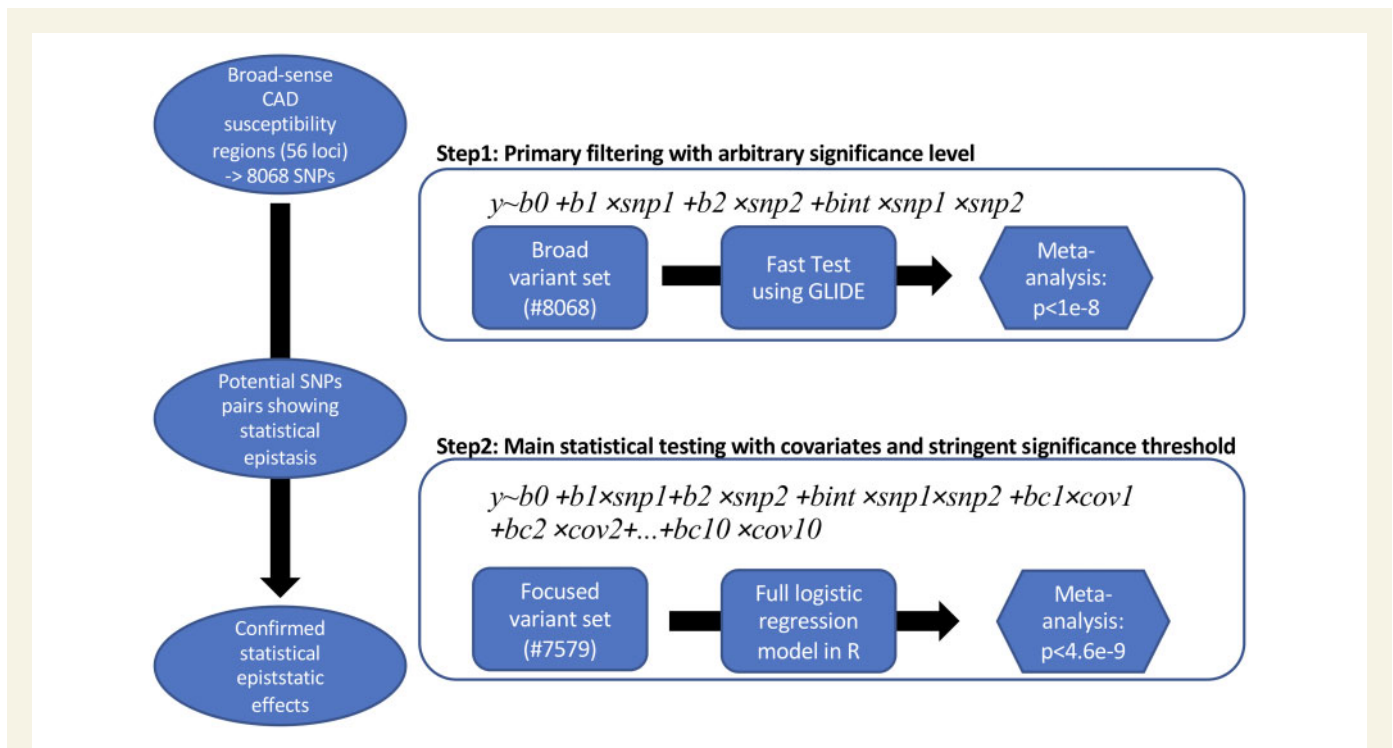 Broad-sense
CAD
susceptibility
regions (56 loci)
-> 8068 SNPs
Step1: Primary filtering with arbitrary significance level
y~b0 +b1 ×snp1 +b2 ×snp2 +bint ×snp1 ×snp2
Broad
variant set
(#8068)
Fast Test
using GLIDE
Meta-
analysis:
p<1e-8
Potential SNPs
pairs showing
statistical
epistasis
Step2: Main statistical testing with covariates and stringent significance threshold
y~b0 +b1×snp1+b2 ×snp2 +bint ×snp1×snp2 +bc1×cov1
+bc2 ×cov2+...+bc10 ×cov10
Focused
variant set
(#7579)
Full logistic
regression
model in R
Meta-
analysis:
p<4.6e-9
Confirmed
statistical
epiststatic
effects